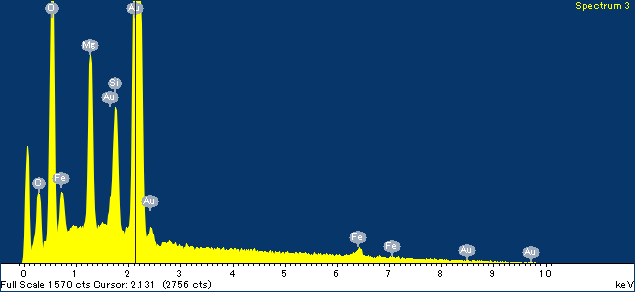 Spectrum 3
O
Au
Mg
Si
Au
C
Fe
Au
Fe
Fe
Au
Au
0 1 2 3 4 5 6 7 8 9 10
Full Scale 1570 cts Cursor: 2.131 (2756 cts) keV